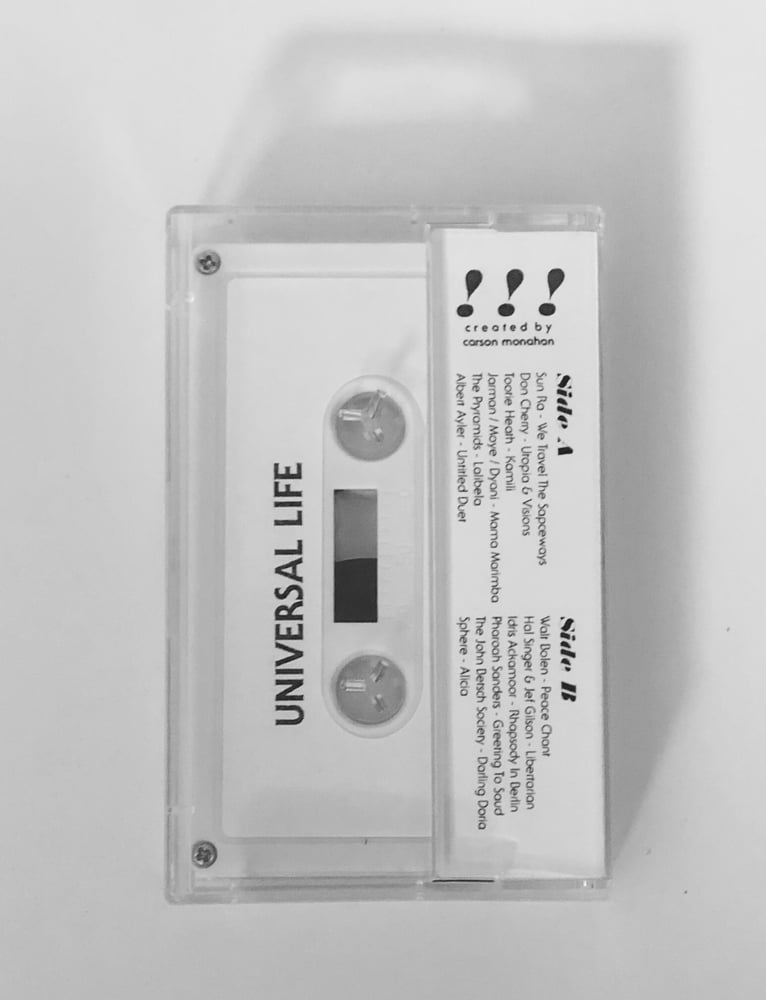 UNIVERSAL LIFE
! ! !
created by
carson monahan
Side A
Sun Ra - We Travel The Sapceways
Don Cherry - Utopia & Visions
Tootie Heath - Kamili
Jarman / Moye / Dyani - Mama Marimba
The Pryramids - Lalibela
Albert Ayler - Untitled Duet
Side B
Walt Bolen - Peace Chant
Hal Singer & Jef Gilson - Libertarian
Idris Ackamoor - Rhapsody In Berlin
Pharoah Sanders - Greeting To Saud
The John Betsch Society - Darling Doria
Sphere - Alicia